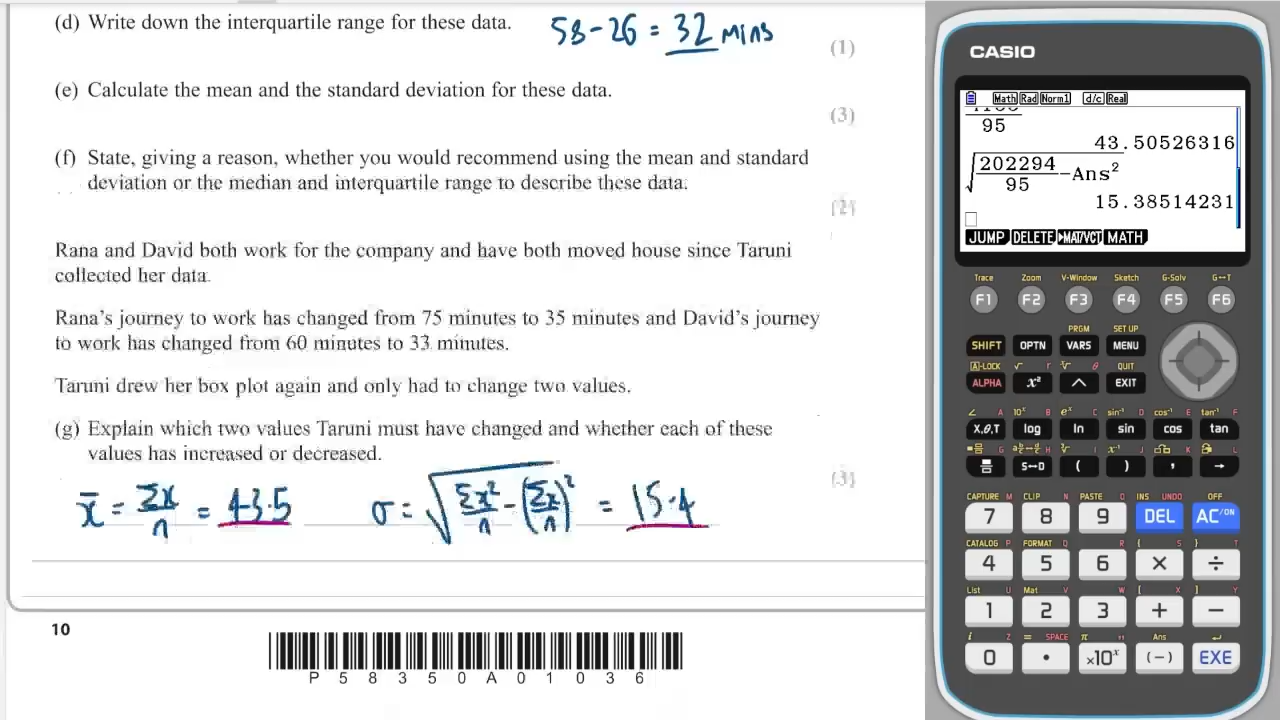 (d) Write down the interquartile range for these data.
58 - 26 = 32 mins
(1)
(e) Calculate the mean and the standard deviation for these data.
(3)
(f) State, giving a reason, whether you would recommend using the mean and standard
deviation or the median and interquartile range to describe these data.
(2)
Rana and David both work for the company and have both moved house since Taruni
collected her data.
Rana's journey to work has changed from 75 minutes to 35 minutes and David's journey
to work has changed from 60 minutes to 33 minutes.
Taruni drew her box plot again and only had to change two values.
(g) Explain which two values Taruni must have changed and whether each of these
values has increased or decreased.
(3)
x̄ = Σx/n = 43.5 σ = √(Σx²/n - (Σx/n)²) = 15.4
10
P58350A01036
CASIO
Math Rad Norm1 d/c Real
95
43.50526316
√(202294/95)-Ans²
15.38514231
JUMP DELETE ▶MAT/VCT MATH
Trace Zoom V-Window Sketch G-Solv G↔T
F1 F2 F3 F4 F5 F6
PRGM SET UP
SHIFT OPTN VARS MENU
A-LOCK √ r θ QUIT
ALPHA x² ^ EXIT
∠ A 10ˣ B eˣ C sin⁻¹ D cos⁻¹ E tan⁻¹ F
X,θ,T log ln sin cos tan
G H I J K L
S↔D ( ) , →
CAPTURE M CLIP N PASTE O INS UNDO OFF
7 8 9 DEL AC/ON
CATALOG P FORMAT Q R { S } T
4 5 6 × ÷
List U Mat V W [ X ] Y
1 2 3 + −
i Z = SPACE π " Ans ↵
0 • ×10ˣ (−) EXE